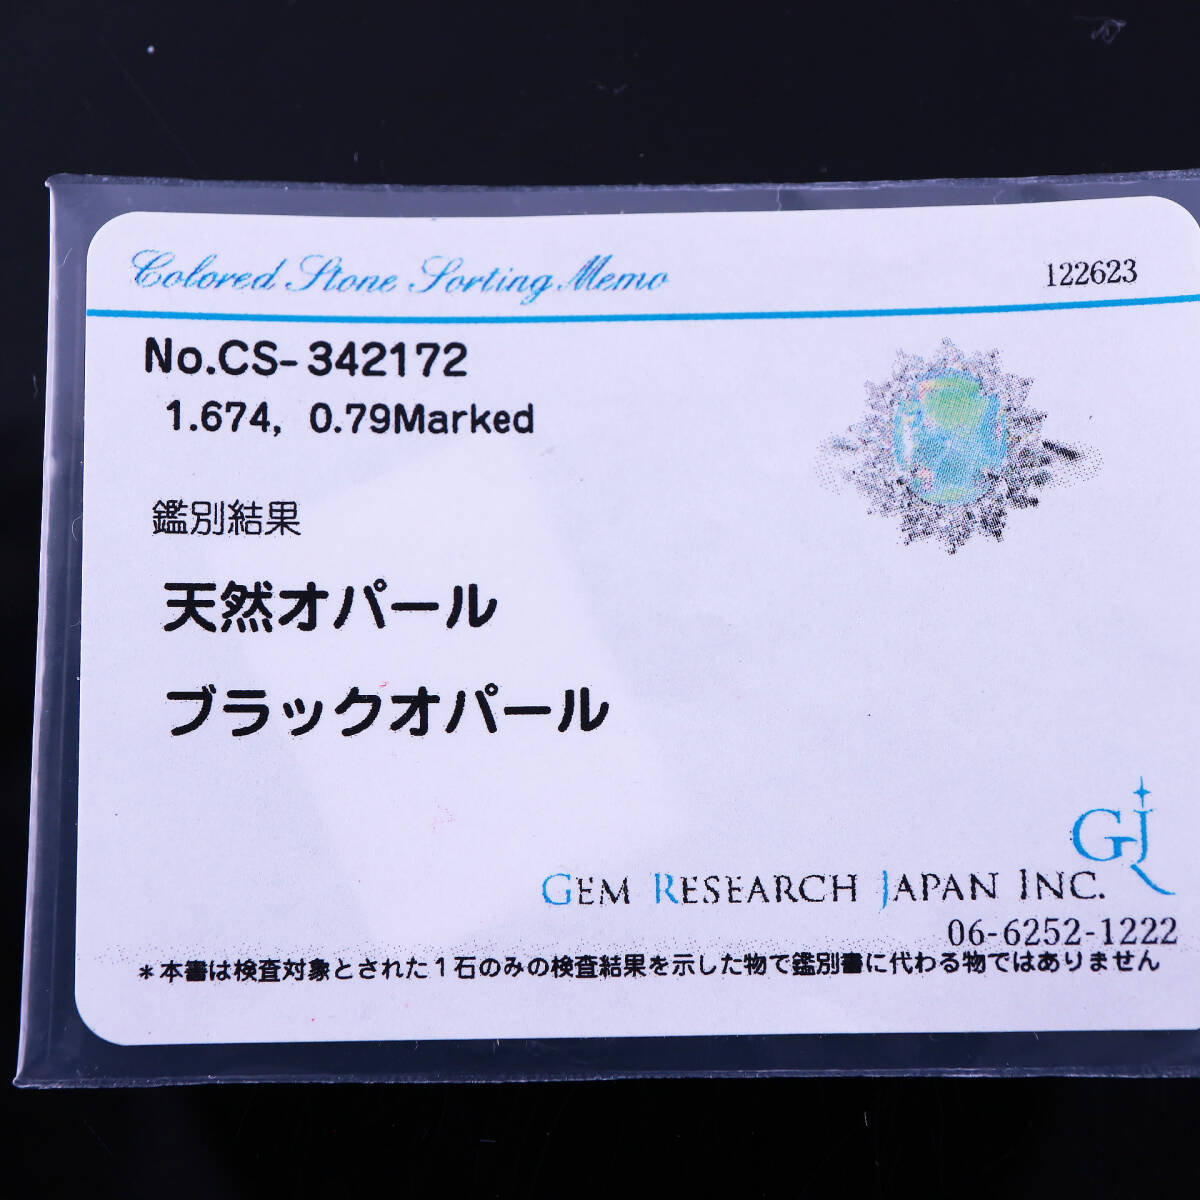 Colored Stone Sorting Memo
122623
No.CS-342172
1.674, 0.79Marked
鑑別結果
天然オパール
ブラックオパール
GJ
GEM RESEARCH JAPAN INC.
06-6252-1222
*本書は検査対象とされた1石のみの検査結果を示した物で鑑別書に代わる物ではありません